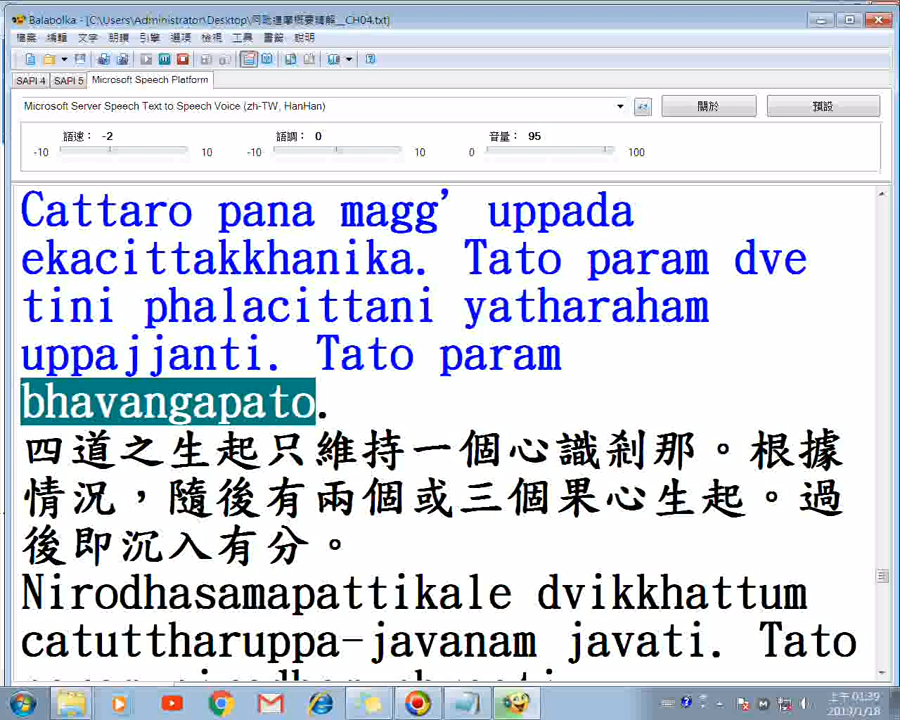 Balabolka - [C:\Users\Administrator\Desktop\阿毗達摩概要精解__CH04.txt]
檔案 編輯 文字 朗讀 引擎 選項 檢視 工具 書籤 說明
SAPI 4 SAPI 5 Microsoft Speech Platform
Microsoft Server Speech Text to Speech Voice (zh-TW, HanHan) 關於 預設
語速： -2 語調： 0 音量： 95
-10 10 -10 10 0 100
Cattaro pana magg’ uppada
ekacittakkhanika. Tato param dve
tini phalacittani yatharaham
uppajjanti. Tato param
bhavangapato.
四道之生起只維持一個心識剎那。根據
情況，隨後有兩個或三個果心生起。過
後即沉入有分。
Nirodhasamapattikale dvikkhattum
catuttharuppa-javanam javati. Tato
上午 01:39
2019/1/18